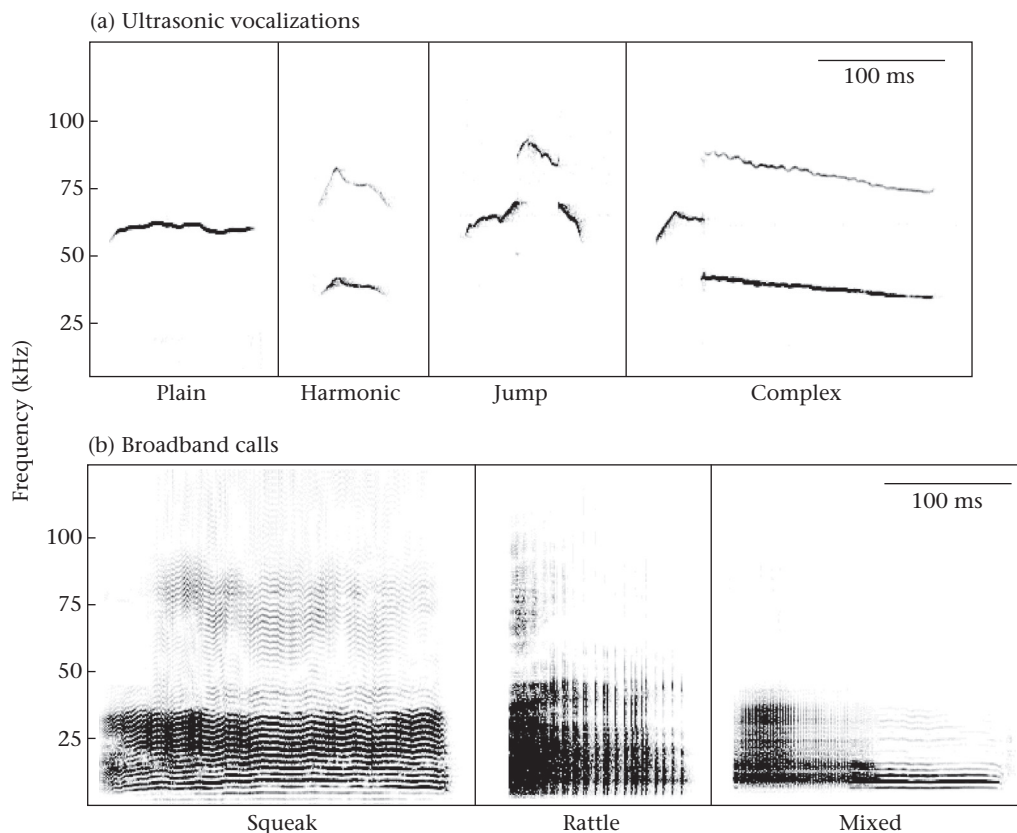 (a) Ultrasonic vocalizations
100 ms
100
75
50
25
Plain Harmonic Jump Complex
Frequency (kHz)
(b) Broadband calls
100 ms
100
75
50
25
Squeak Rattle Mixed